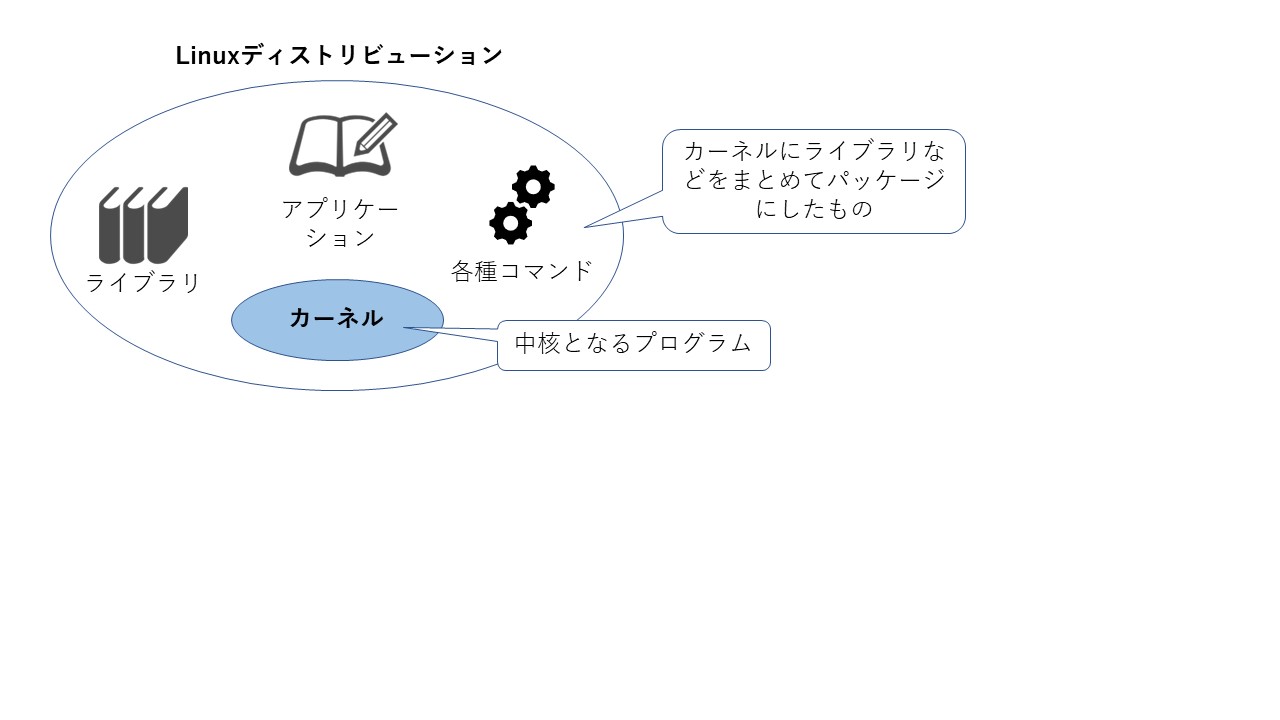 Linuxディストリビューション
アプリケー
ション
ライブラリ
各種コマンド
カーネル
カーネルにライブラリな
どをまとめてパッケージ
にしたもの
中核となるプログラム